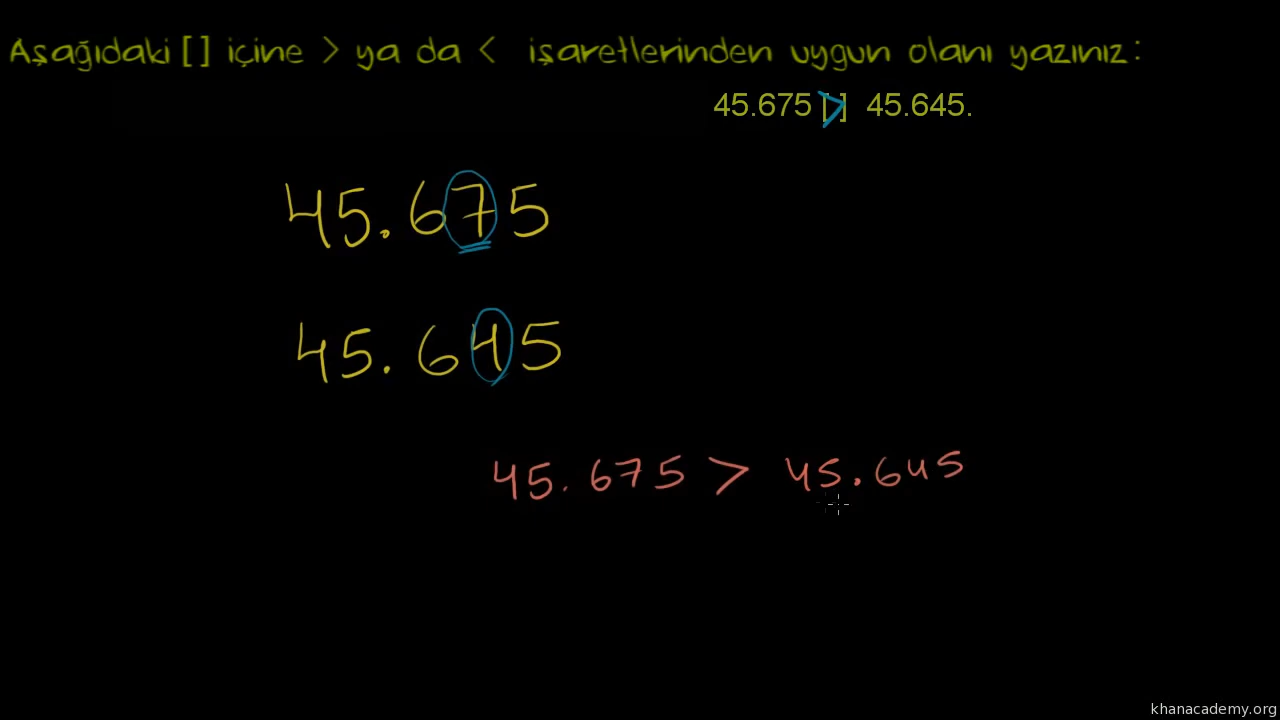 Aşağıdaki [ ] içine > ya da < işaretlerinden uygun olanı yazınız:
45.675 [>] 45.645.
45.675
45.645
45.675 > 45.645
khanacademy.org